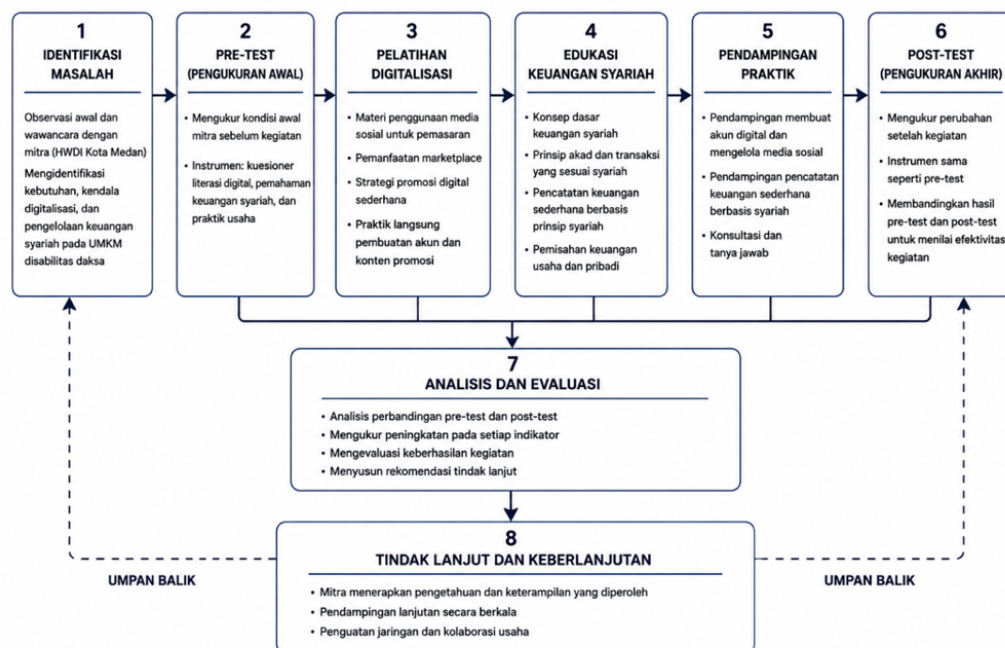 1
IDENTIFIKASI
MASALAH
Observasi awal dan
wawancara dengan
mitra (HWDI Kota Medan)
Mengidentifikasi
kebutuhan, kendala
digitalisasi, dan
pengelolaan keuangan
syariah pada UMKM
disabilitas daksa
2
PRE-TEST
(PENGUKURAN AWAL)
• Mengukur kondisi awal
mitra sebelum kegiatan
• Instrumen: kuesioner
literasi digital, pemahaman
keuangan syariah, dan
praktik usaha
3
PELATIHAN
DIGITALISASI
• Materi penggunaan media
sosial untuk pemasaran
• Pemanfaatan marketplace
• Strategi promosi digital
sederhana
• Praktik langsung
pembuatan akun dan
konten promosi
4
EDUKASI
KEUANGAN SYARIAH
• Konsep dasar
keuangan syariah
• Prinsip akad dan transaksi
yang sesuai syariah
• Pencatatan keuangan
sederhana berbasis
prinsip syariah
• Pemisahan keuangan
usaha dan pribadi
5
PENDAMPINGAN
PRAKTIK
• Pendampingan membuat
akun digital dan
mengelola media sosial
• Pendampingan pencatatan
keuangan sederhana
berbasis syariah
• Konsultasi dan
tanya jawab
6
POST-TEST
(PENGUKURAN AKHIR)
• Mengukur perubahan
setelah kegiatan
• Instrumen sama
seperti pre-test
• Membandingkan hasil
pre-test dan post-test
untuk menilai efektivitas
kegiatan
7
ANALISIS DAN EVALUASI
• Analisis perbandingan pre-test dan post-test
• Mengukur peningkatan pada setiap indikator
• Mengevaluasi keberhasilan kegiatan
• Menyusun rekomendasi tindak lanjut
8
TINDAK LANJUT DAN KEBERLANJUTAN
• Mitra menerapkan pengetahuan dan keterampilan yang diperoleh
• Pendampingan lanjutan secara berkala
• Penguatan jaringan dan kolaborasi usaha
UMPAN BALIK
UMPAN BALIK